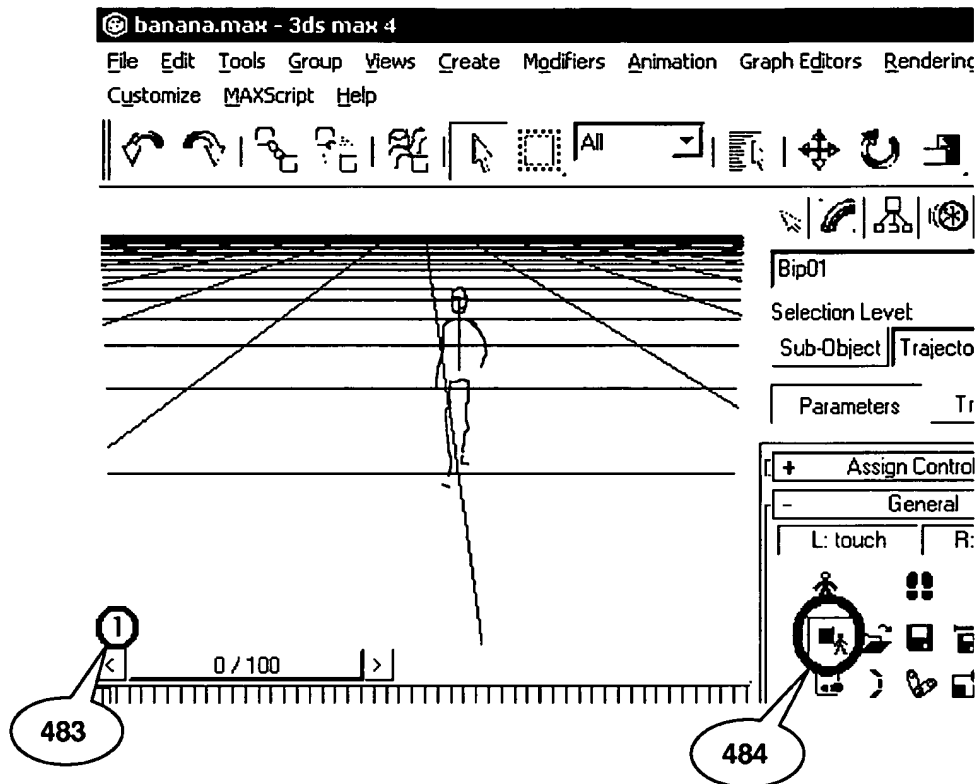 banana.max - 3ds max 4
File Edit Tools Group Views Create Modifiers Animation Graph Editors Rendering
Customize MAXScript Help
All
Bip01
Selection Level:
Sub-Object Trajecto
Parameters Tr
+ Assign Control
- General
L: touch R:
1
< 0 / 100 >
483
484